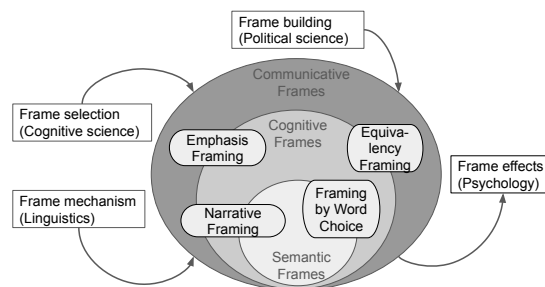 Frame building
(Political science)
Communicative
Frames
Frame selection
(Cognitive science)
Cognitive
Frames
Emphasis
Framing
Equiva-
lency
Framing
Frame effects
(Psychology)
Frame mechanism
(Linguistics)
Narrative
Framing
Framing
by Word
Choice
Semantic
Frames